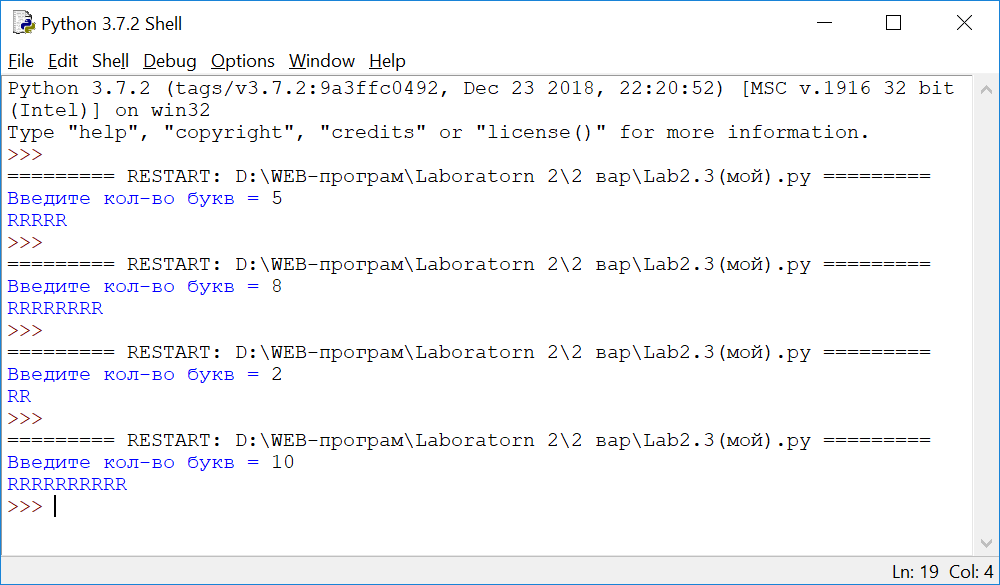 Python 3.7.2 Shell
File Edit Shell Debug Options Window Help
Python 3.7.2 (tags/v3.7.2:9a3ffc0492, Dec 23 2018, 22:20:52) [MSC v.1916 32 bit
(Intel)] on win32
Type "help", "copyright", "credits" or "license()" for more information.
>>>
========= RESTART: D:\WEB-програм\Laboratorn 2\2 вар\Lab2.3(мой).py =========
Введите кол-во букв = 5
RRRRR
>>>
========= RESTART: D:\WEB-програм\Laboratorn 2\2 вар\Lab2.3(мой).py =========
Введите кол-во букв = 8
RRRRRRRR
>>>
========= RESTART: D:\WEB-програм\Laboratorn 2\2 вар\Lab2.3(мой).py =========
Введите кол-во букв = 2
RR
>>>
========= RESTART: D:\WEB-програм\Laboratorn 2\2 вар\Lab2.3(мой).py =========
Введите кол-во букв = 10
RRRRRRRRRR
>>>
Ln: 19 Col: 4